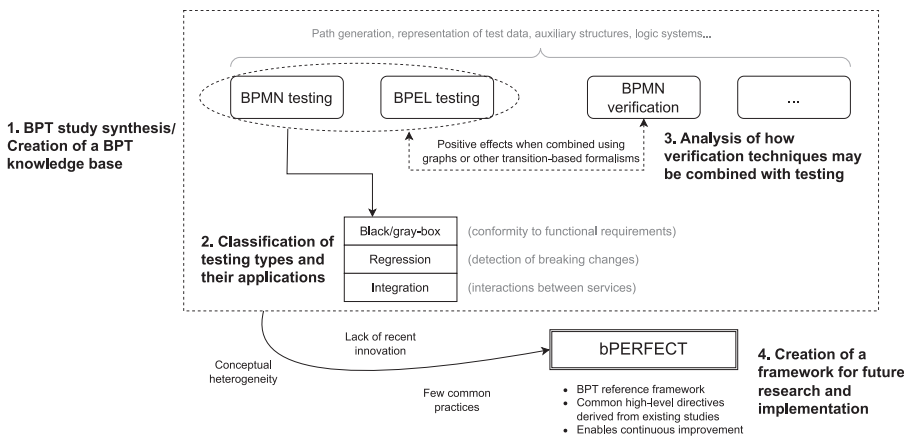 Path generation, representation of test data, auxiliary structures, logic systems...
BPMN testing
BPEL testing
BPMN
verification
...
1. BPT study synthesis/
Creation of a BPT
knowledge base
Positive effects when combined using
graphs or other transition-based formalisms
3. Analysis of how
verification techniques may
be combined with testing
2. Classification of
testing types and
their applications
Black/gray-box
(conformity to functional requirements)
Regression
(detection of breaking changes)
Integration
(interactions between services)
Lack of recent
innovation
Conceptual
heterogeneity
Few common
practices
bPERFECT
• BPT reference framework
• Common high-level directives
derived from existing studies
• Enables continuous improvement
4. Creation of a
framework for future
research and
implementation